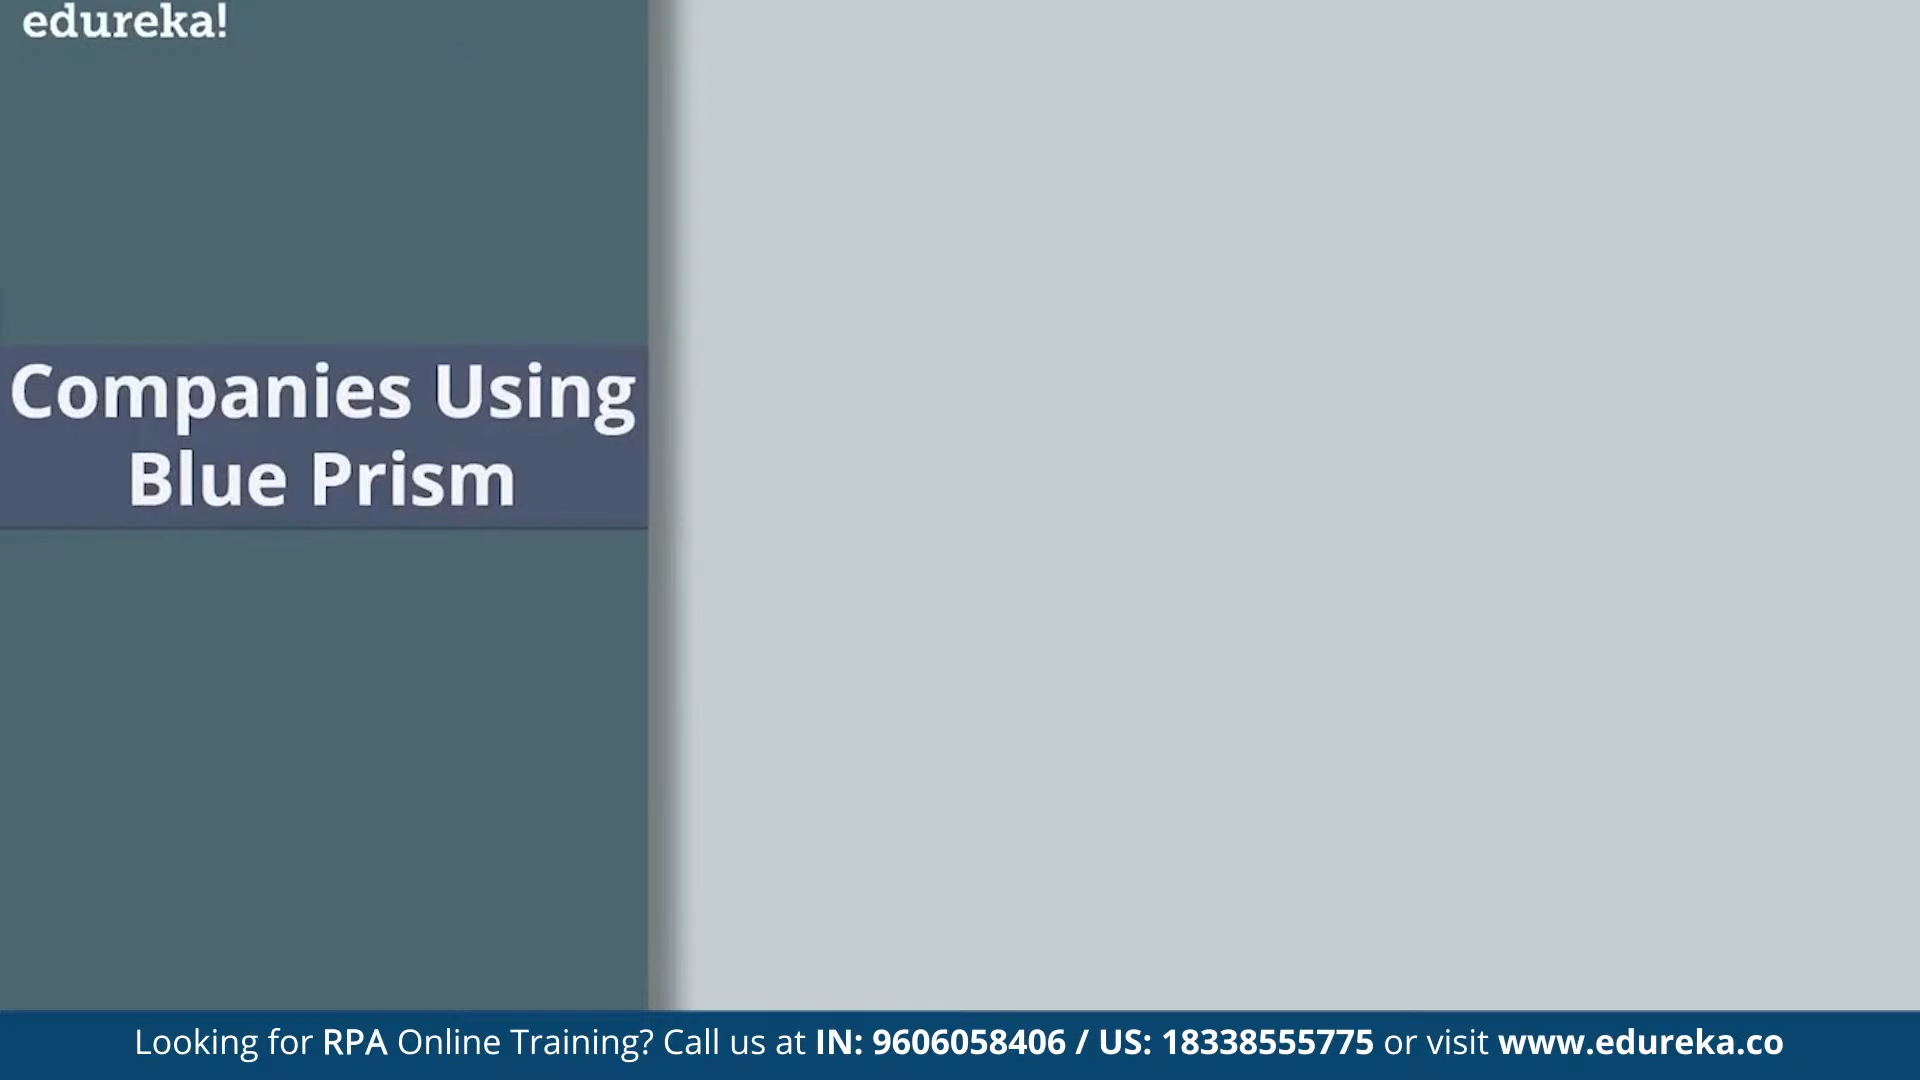 edureka!
Companies Using
Blue Prism
Looking for RPA Online Training? Call us at IN: 9606058406 / US: 18338555775 or visit www.edureka.co